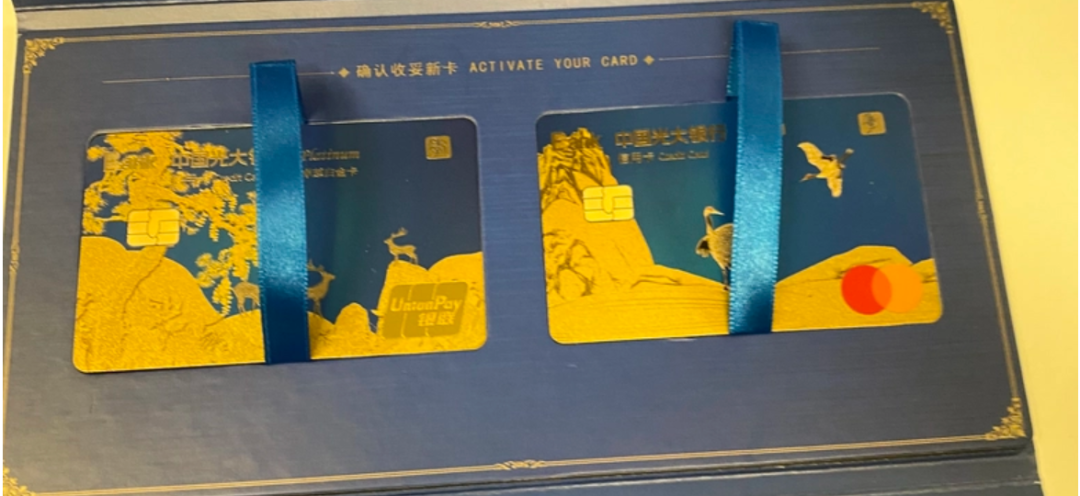 确认收妥新卡 ACTIVATE YOUR CARD
中国光大银
Platinum
Credit C
UnionPay
银联
中国光大银行
信用卡 Credit Card